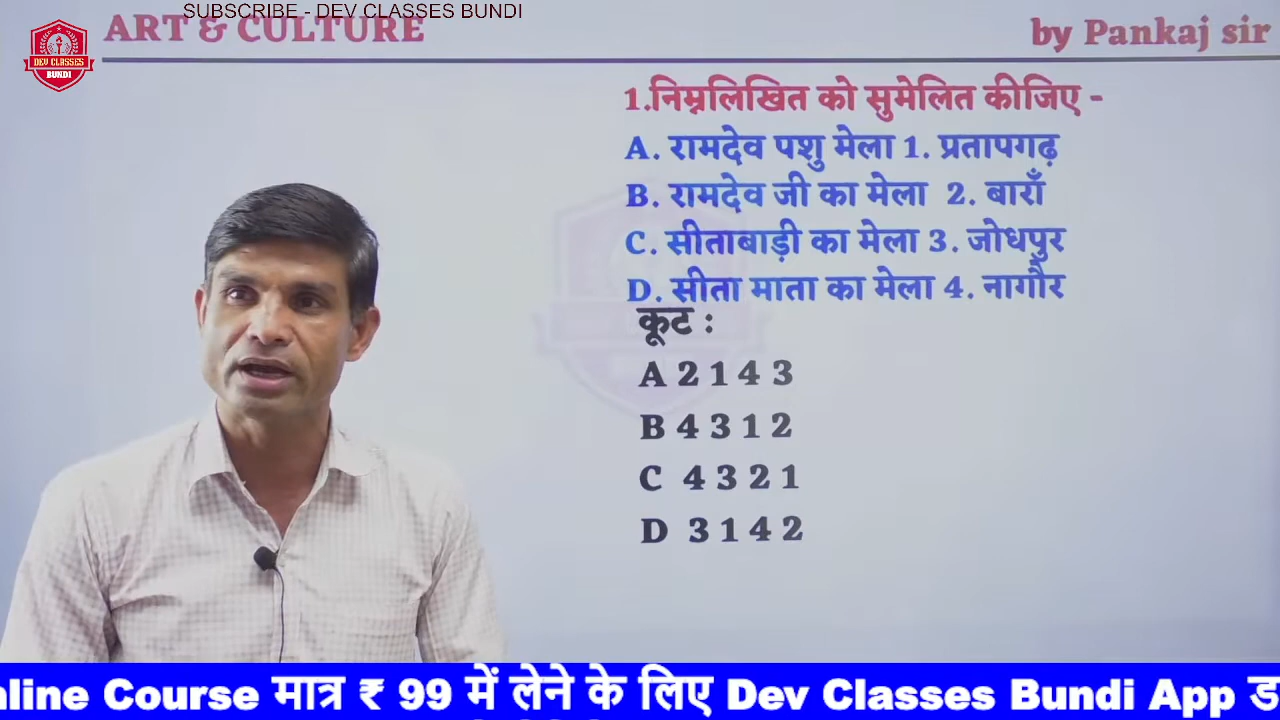 SUBSCRIBE - DEV CLASSES BUNDI
ART & CULTURE
by Pankaj sir
DEV CLASSES
BUNDI
1.निम्नलिखित को सुमेलित कीजिए -
A. रामदेव पशु मेला 1. प्रतापगढ़
B. रामदेव जी का मेला 2. बाराँ
C. सीताबाड़ी का मेला 3. जोधपुर
D. सीता माता का मेला 4. नागौर
कूट :
A 2 1 4 3
B 4 3 1 2
C 4 3 2 1
D 3 1 4 2
nline Course मात्र ₹ 99 में लेने के लिए Dev Classes Bundi App ड